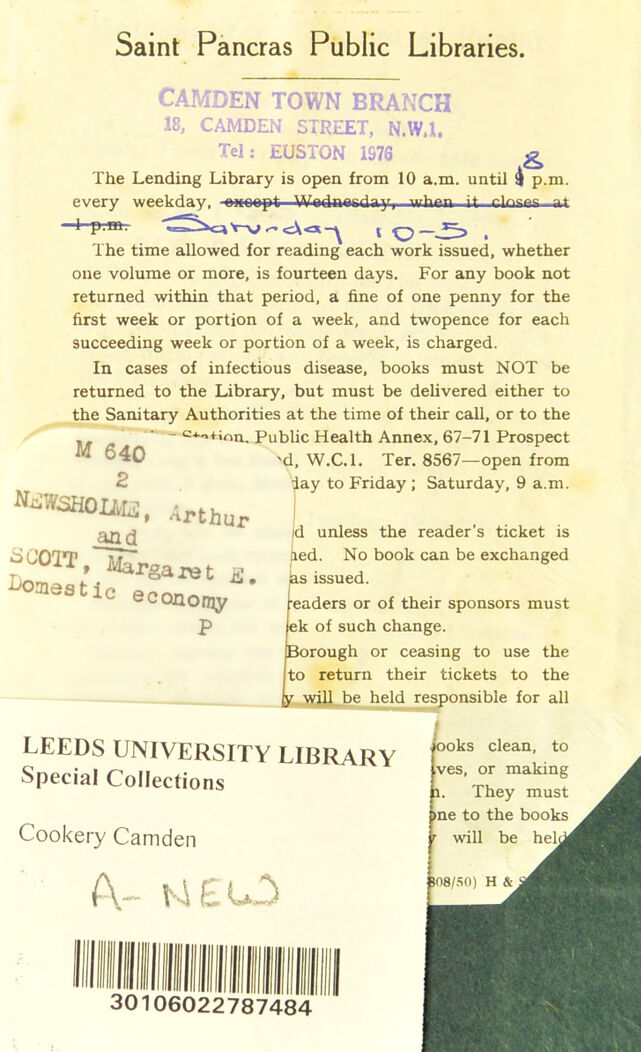 Saint Pancras Public Libraries.
CAMDEN TOWN BRANCH
18, CAMDEN STREET, N.W.1.
Tel: EUSTON 1976
8
The Lending Library is open from 10 a.m. until p.m.
every weekday, except Wednesday, when it closes at
1 p.m. Saturday 10-5.
The time allowed for reading each work issued, whether
one volume or more, is fourteen days. For any book not
returned within that period, a fine of one penny for the
first week or portion of a week, and twopence for each
succeeding week or portion of a week, is charged.
In cases of infectious disease, books must NOT be
returned to the Library, but must be delivered either to
the Sanitary Authorities at the time of their call, or to the
Station, Public Health Annex, 67-71 Prospect
d, W.C.1. Ter. 8567—open from
day to Friday; Saturday, 9 a.m.
d unless the reader's ticket is
ned. No book can be exchanged
as issued.
readers or of their sponsors must
ek of such change.
Borough or ceasing to use the
to return their tickets to the
y will be held responsible for all
ooks clean, to
ves, or making
n. They must
one to the books
y will be held
808/50) H & S
M 640
2
NEWSHOLME, Arthur
and
SCOTT, Margaret E.
Domestic economy
P
LEEDS UNIVERSITY LIBRARY
Special Collections
Cookery Camden
A- NEW
30106022787484